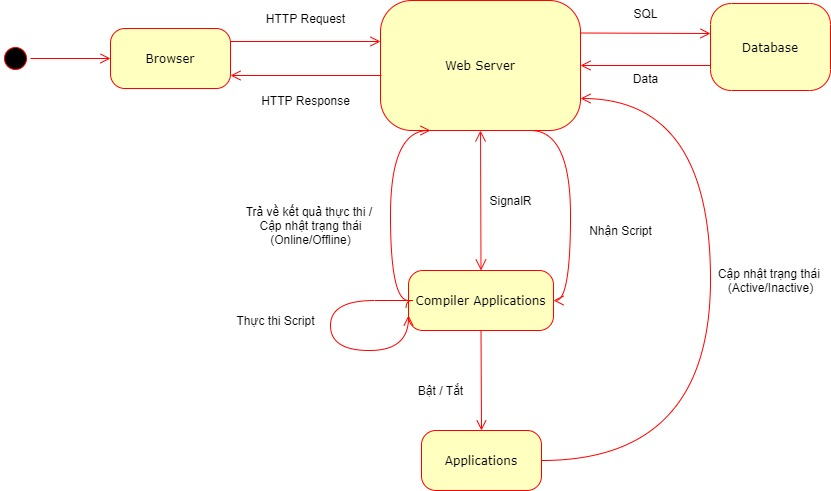 HTTP Request
SQL
Browser
Web Server
Database
HTTP Response
Data
SignalR
Trả về kết quả thực thi /
Cập nhật trạng thái
(Online/Offline)
Nhận Script
Cập nhật trạng thái
(Active/Inactive)
Compiler Applications
Thực thi Script
Bật / Tắt
Applications